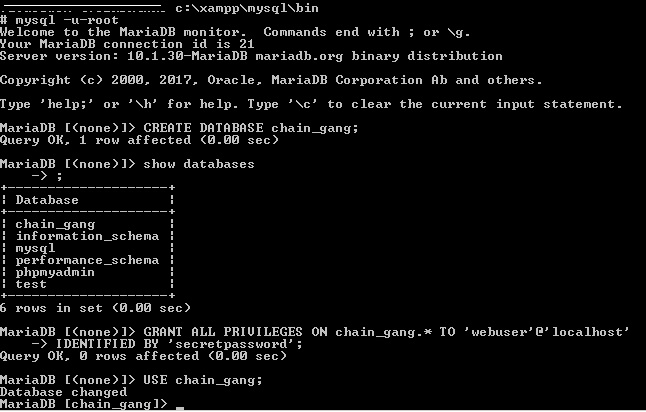 c:\xampp\mysql\bin
# mysql -u-root
Welcome to the MariaDB monitor.  Commands end with ; or \g.
Your MariaDB connection id is 21
Server version: 10.1.30-MariaDB mariadb.org binary distribution
Copyright (c) 2000, 2017, Oracle, MariaDB Corporation Ab and others.
Type 'help;' or '\h' for help. Type '\c' to clear the current input statement.
MariaDB [(none)]> CREATE DATABASE chain_gang;
Query OK, 1 row affected (0.00 sec)
MariaDB [(none)]> show databases
    -> ;
+--------------------+
| Database           |
+--------------------+
| chain_gang         |
| information_schema |
| mysql              |
| performance_schema |
| phpmyadmin         |
| test               |
+--------------------+
6 rows in set (0.00 sec)
MariaDB [(none)]> GRANT ALL PRIVILEGES ON chain_gang.* TO 'webuser'@'localhost'
    -> IDENTIFIED BY 'secretpassword';
Query OK, 0 rows affected (0.00 sec)
MariaDB [(none)]> USE chain_gang;
Database changed
MariaDB [chain_gang]> _